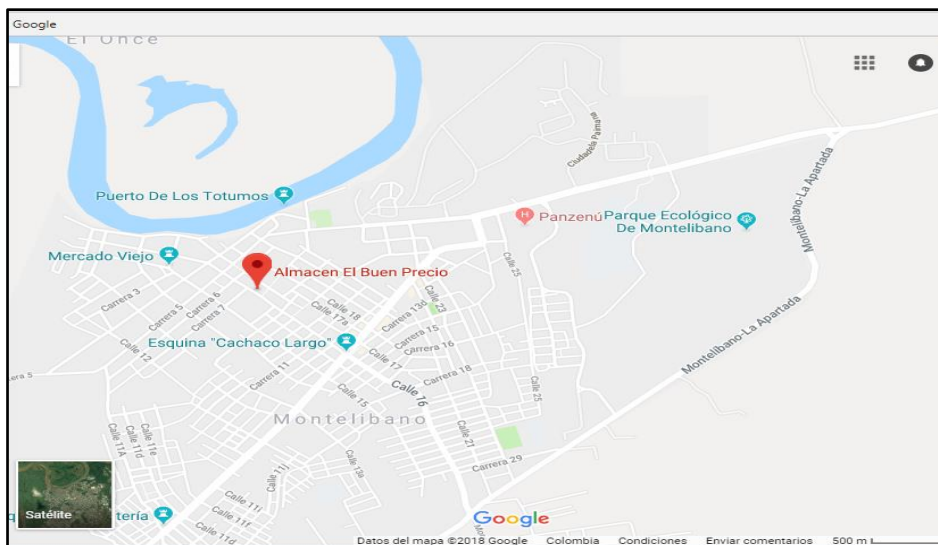 Google
El Once
Ciudagela Palma
Puerto De Los Totumos
Panzenú
Parque Ecológico
De Montelibano
Montelibano-La Apartada
Mercado Viejo
Almacen El Buen Precio
Calle 25
Carrera 3
Carrera 5
Carrera 6
Carrera 7
Calle 18
Calle 17a
Carrera 13d
Calle 23
Montelibano-La Apartada
Calle 12
Esquina "Cachaco Largo"
Carrera 15
Carrera 16
Calle 17
Carrera 11
Carrera 18
Calle 25
rera 5
Calle 15
Calle 16
Montelibano
Calle 21
Calle 11A
Calle 11d
Calle 11e
Carrera 29
Calle 11j
Calle 13a
Satélite
tería
Calle 11i
Calle 11f
Calle 11d
Google
Datos del mapa ©2018 Google Colombia Condiciones Enviar comentarios 500 m